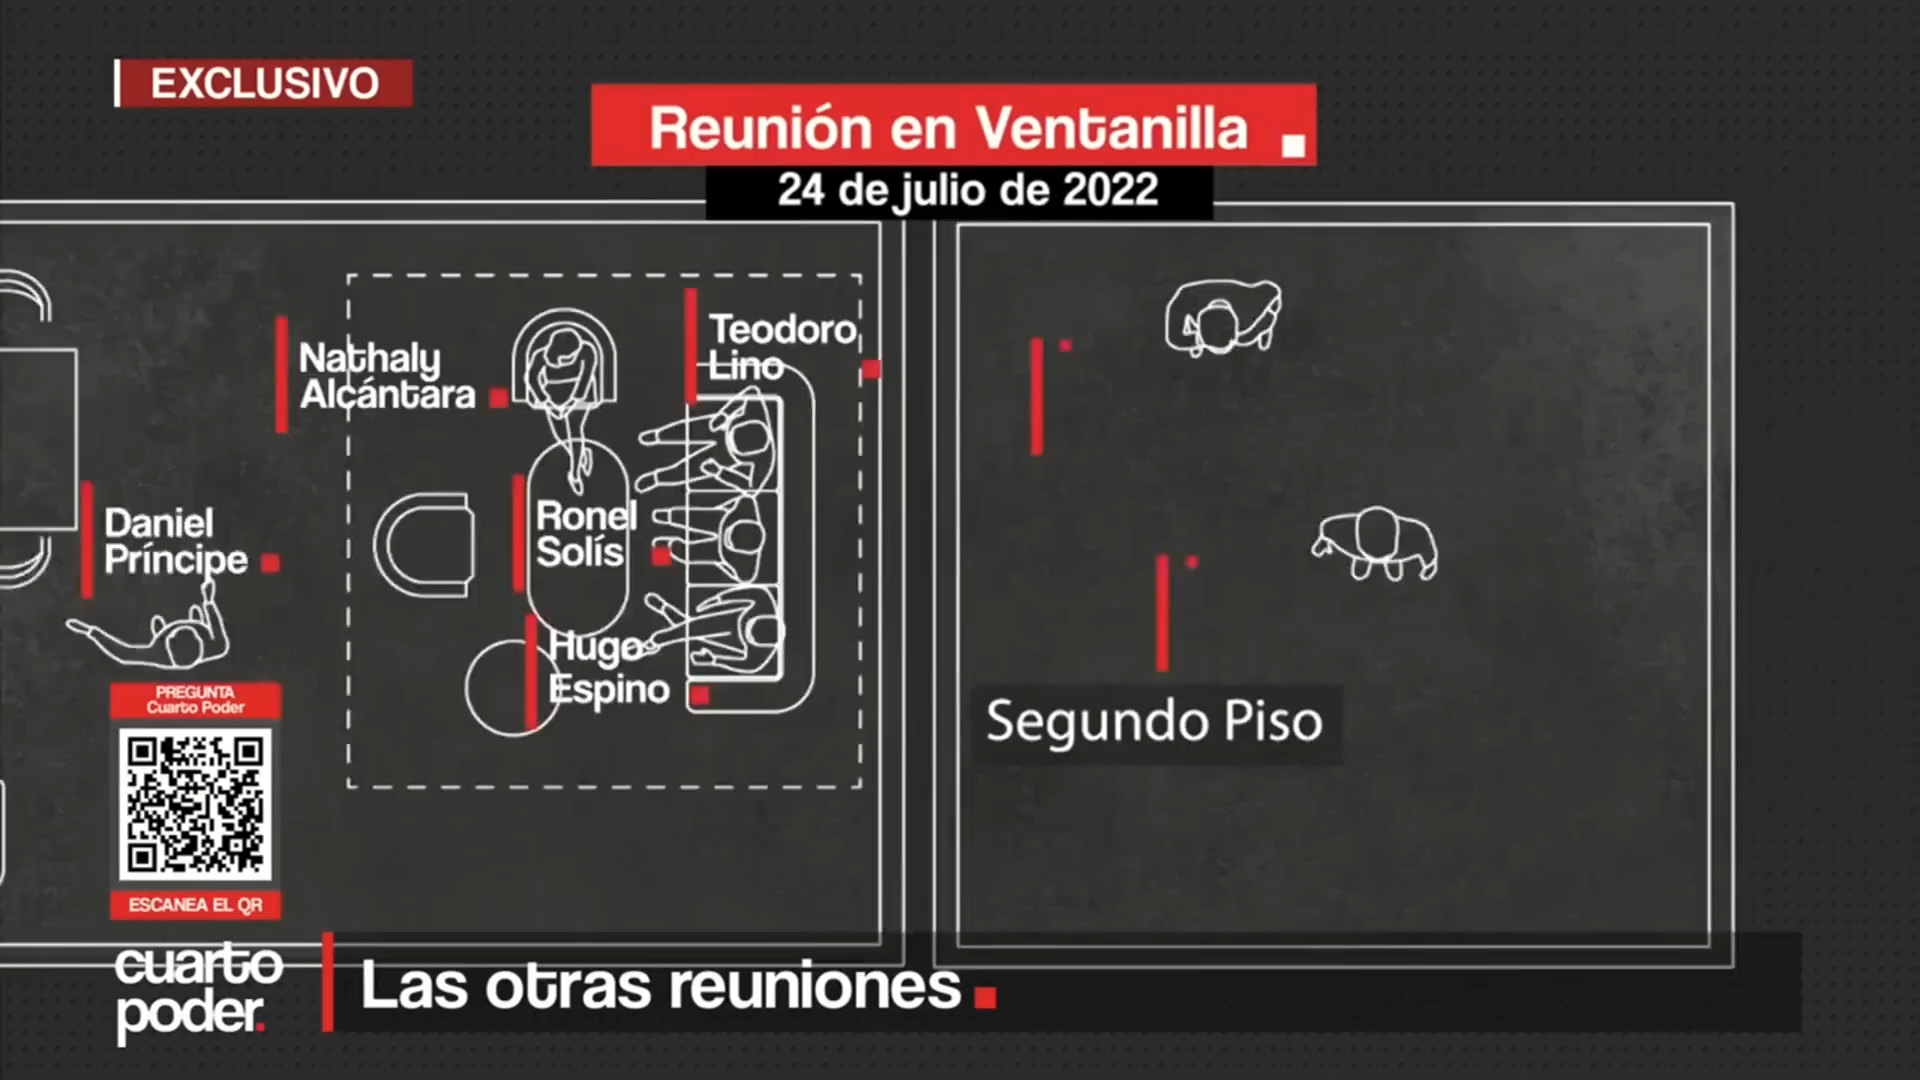 EXCLUSIVO
Reunión en Ventanilla
24 de julio de 2022
Nathaly
Alcántara
Teodoro
Lino
Daniel
Príncipe
Ronel
Solís
Hugo
Espino
Segundo Piso
PREGUNTA
Cuarto Poder
ESCANEA EL QR
cuarto
poder.
Las otras reuniones